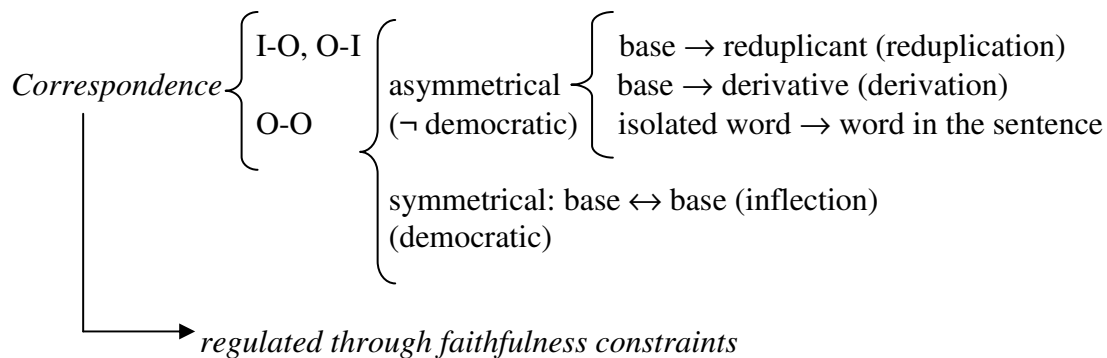 I-O, O-I
base → reduplicant (reduplication)
Correspondence
asymmetrical
base → derivative (derivation)
O-O
(¬ democratic)
isolated word → word in the sentence
symmetrical: base ↔ base (inflection)
(democratic)
regulated through faithfulness constraints